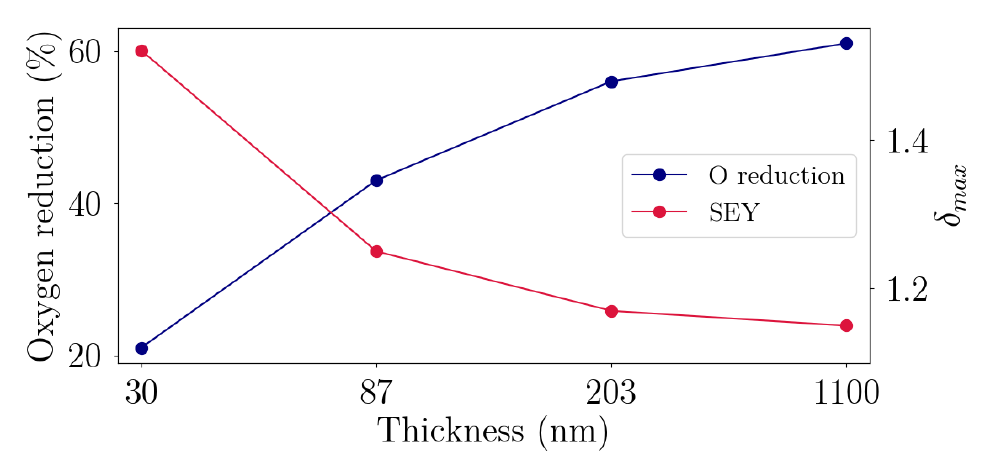 Oxygen reduction (%)
60
40
20
1.4
1.2
δmax
O reduction
SEY
30 87 203 1100
Thickness (nm)